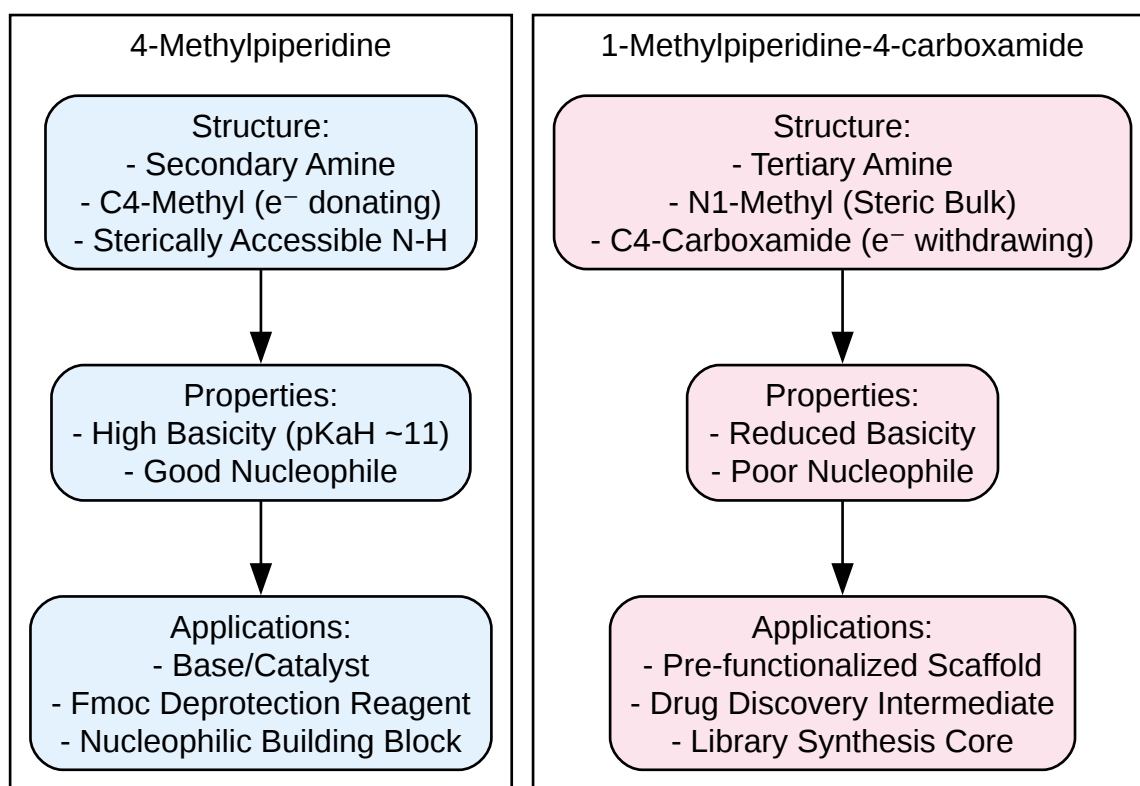 4-Methylpiperidine
Structure:
- Secondary Amine
- C4-Methyl (e⁻ donating)
- Sterically Accessible N-H
Properties:
- High Basicity (pKaH ~11)
- Good Nucleophile
Applications:
- Base/Catalyst
- Fmoc Deprotection Reagent
- Nucleophilic Building Block
1-Methylpiperidine-4-carboxamide
Structure:
- Tertiary Amine
- N1-Methyl (Steric Bulk)
- C4-Carboxamide (e⁻ withdrawing)
Properties:
- Reduced Basicity
- Poor Nucleophile
Applications:
- Pre-functionalized Scaffold
- Drug Discovery Intermediate
- Library Synthesis Core